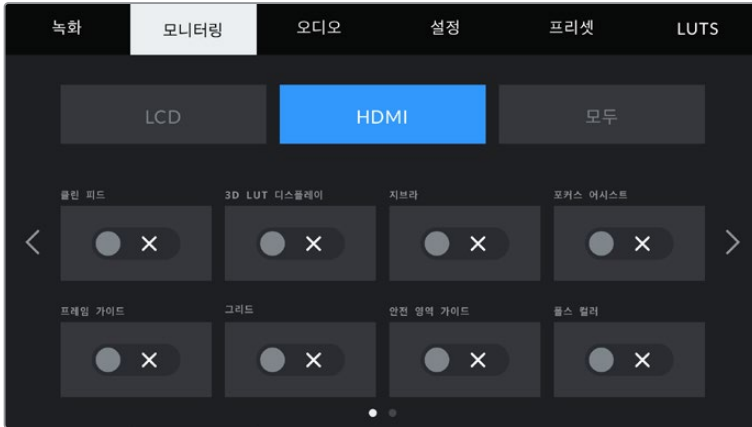 녹화 모니터링 오디오 설정 프리셋 LUTS
LCD HDMI 모두
클린 피드 3D LUT 디스플레이 지브라 포커스 어시스트
프레임 가이드 그리드 안전 영역 가이드 폴스 컬러